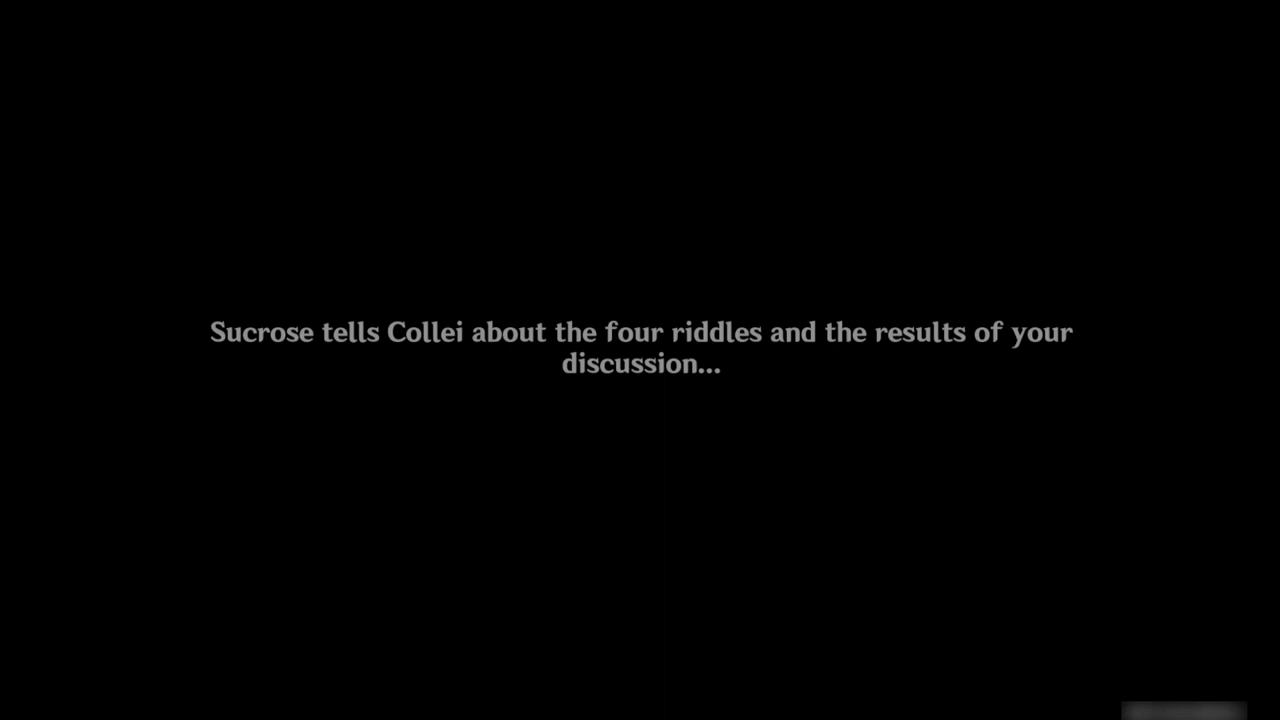 Sucrose tells Collei about the four riddles and the results of your
discussion...